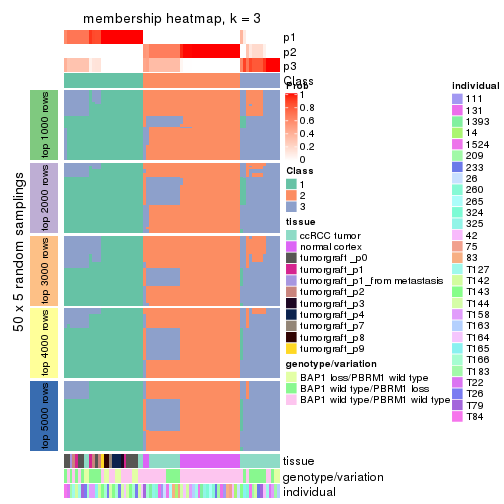 membership heatmap, k = 3
p1
p2
p3
Class
50 x 5 random samplings
top 1000 rows
top 2000 rows
top 3000 rows
top 4000 rows
top 5000 rows
tissue
genotype/variation
individual
Prob
1
0.8
0.6
0.4
0.2
0
Class
1
2
3
tissue
ccRCC tumor
normal cortex
tumorgraft_p0
tumorgraft_p1
tumorgraft_p1_from metastasis
tumorgraft_p2
tumorgraft_p3
tumorgraft_p4
tumorgraft_p7
tumorgraft_p8
tumorgraft_p9
genotype/variation
BAP1 loss/PBRM1 wild type
BAP1 wild type/PBRM1 loss
BAP1 wild type/PBRM1 wild type
individual
111
131
1393
14
1524
209
233
26
260
265
324
325
42
75
83
T127
T142
T143
T144
T158
T163
T164
T165
T166
T183
T22
T26
T79
T84